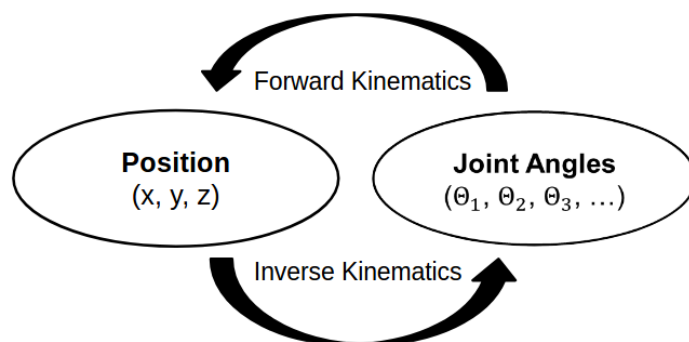 Forward Kinematics
Position
(x, y, z)
Joint Angles
(Θ₁, Θ₂, Θ₃, …)
Inverse Kinematics